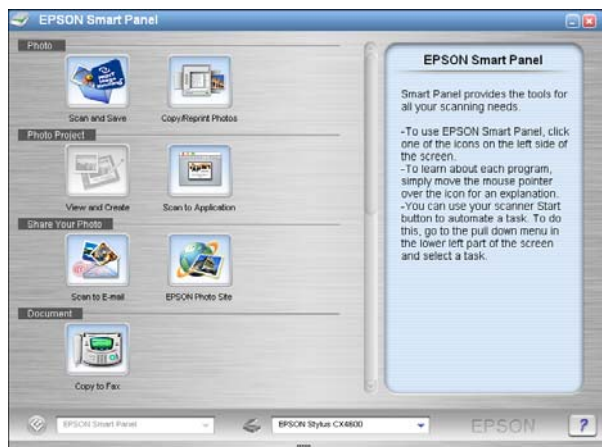 EPSON Smart Panel
Photo
Scan and Save
Copy/Reprint Photos
Photo Project
View and Create
Scan to Application
Share Your Photo
Scan to E-mail
EPSON Photo Site
Document
Copy to Fax
EPSON Smart Panel
Smart Panel provides the tools for
all your scanning needs.
-To use EPSON Smart Panel, click
one of the icons on the left side of
the screen.
-To learn about each program,
simply move the mouse pointer
over the icon for an explanation.
-You can use your scanner Start
button to automate a task. To do
this, go to the pull down menu in
the lower left part of the screen
and select a task.
EPSON Smart Panel
EPSON Stylus CX4600
EPSON
?